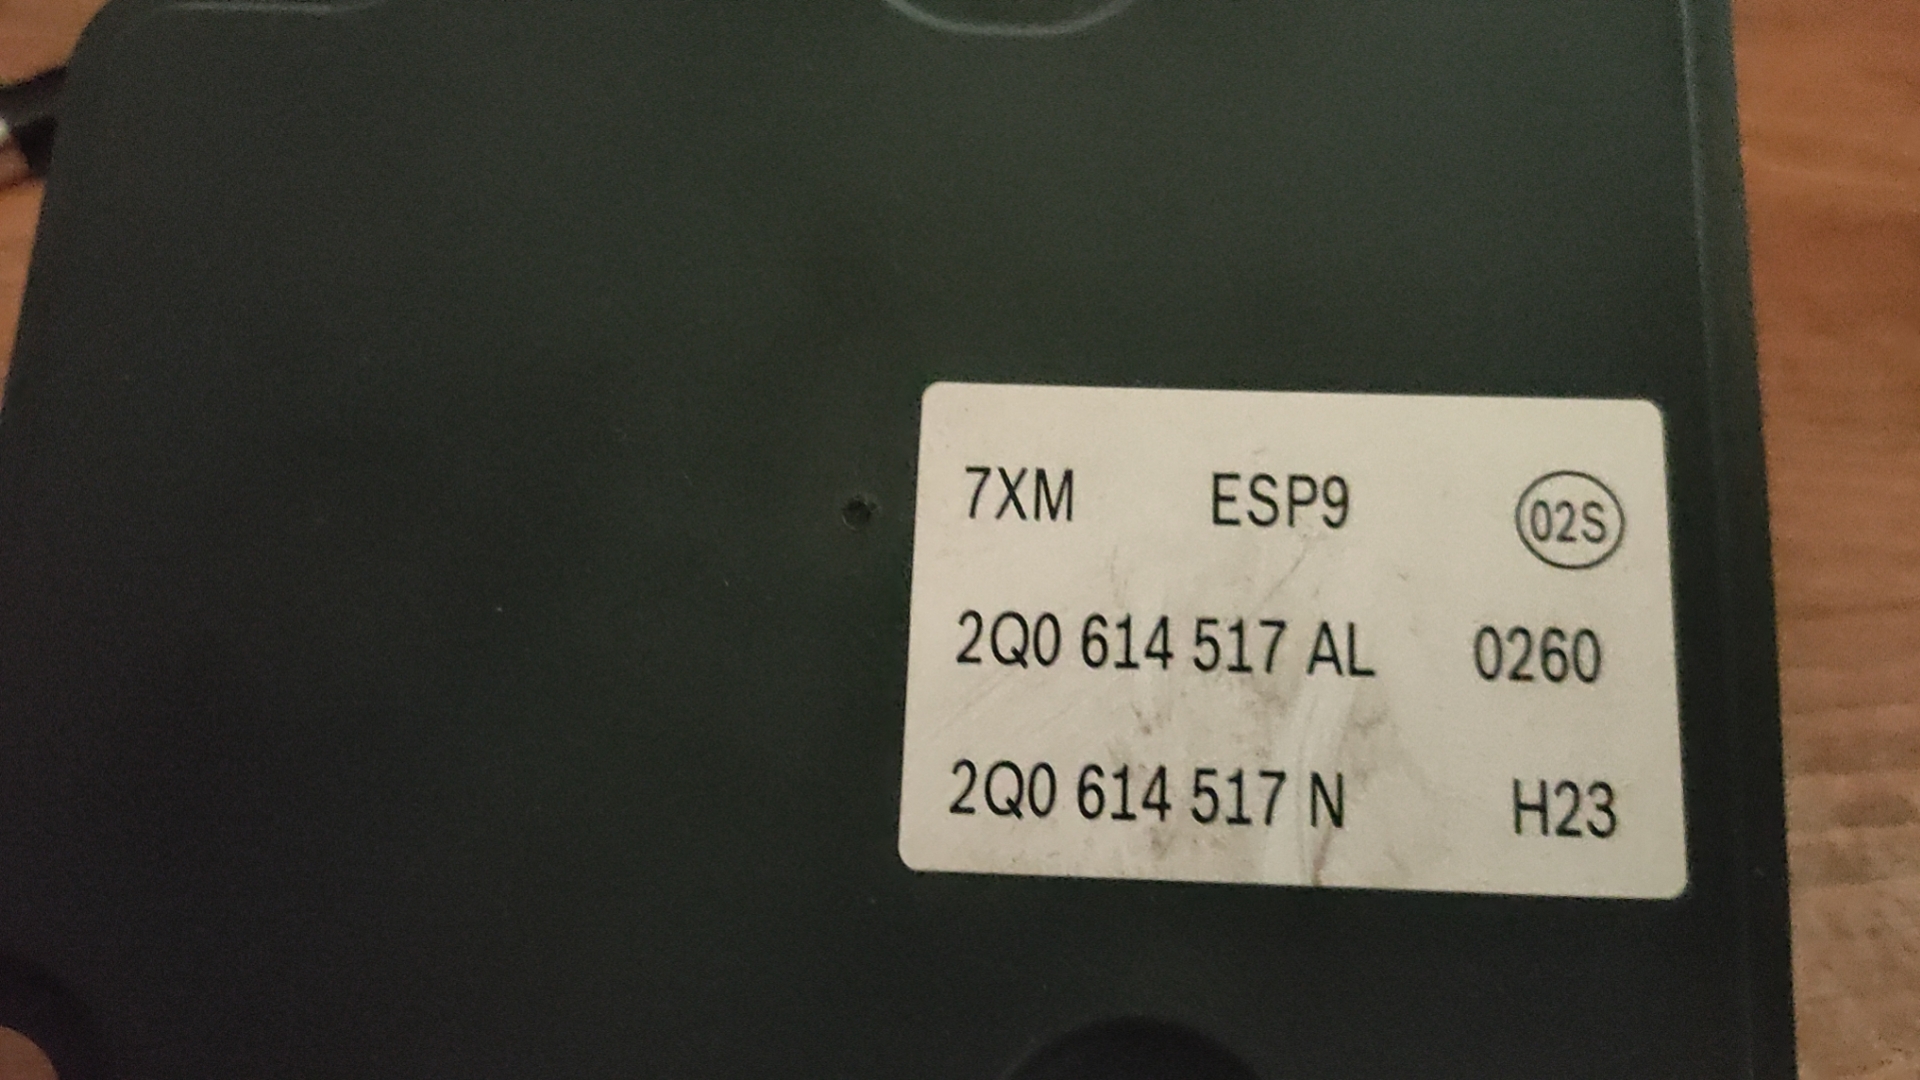 7XM ESP9 02S
2Q0 614 517 AL 0260
2Q0 614 517 N H23